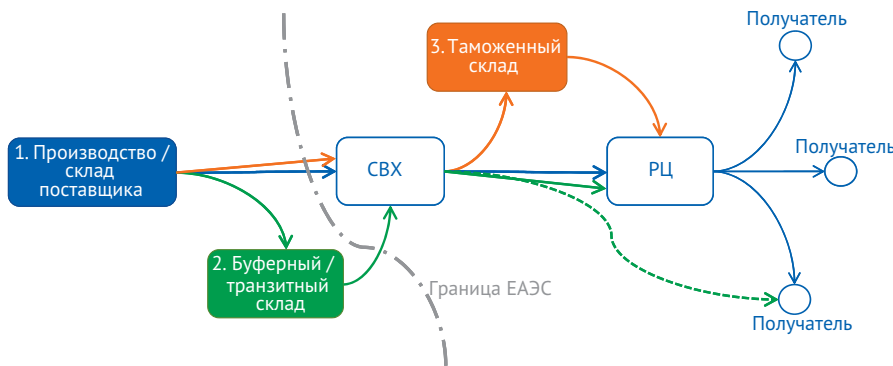 Получатель
3. Таможенный
склад
1. Производство /
склад
поставщика
СВХ
РЦ
Получатель
2. Буферный /
транзитный
склад
Граница ЕАЭС
Получатель